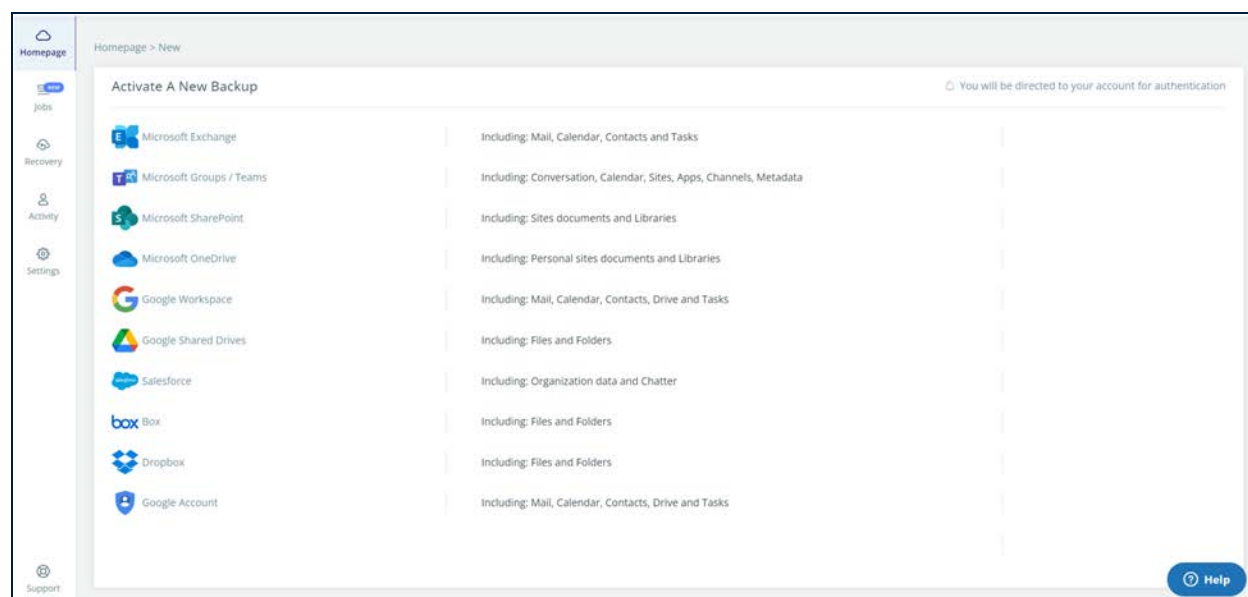 Homepage
NEW
Jobs
Recovery
Activity
Settings
Support
Homepage > New
Activate A New Backup
You will be directed to your account for authentication
E Microsoft Exchange Including: Mail, Calendar, Contacts and Tasks
T Microsoft Groups / Teams Including: Conversation, Calendar, Sites, Apps, Channels, Metadata
S Microsoft SharePoint Including: Sites documents and Libraries
Microsoft OneDrive Including: Personal sites documents and Libraries
G Google Workspace Including: Mail, Calendar, Contacts, Drive and Tasks
Google Shared Drives Including: Files and Folders
salesforce Salesforce Including: Organization data and Chatter
box Box Including: Files and Folders
Dropbox Including: Files and Folders
Google Account Including: Mail, Calendar, Contacts, Drive and Tasks
? Help